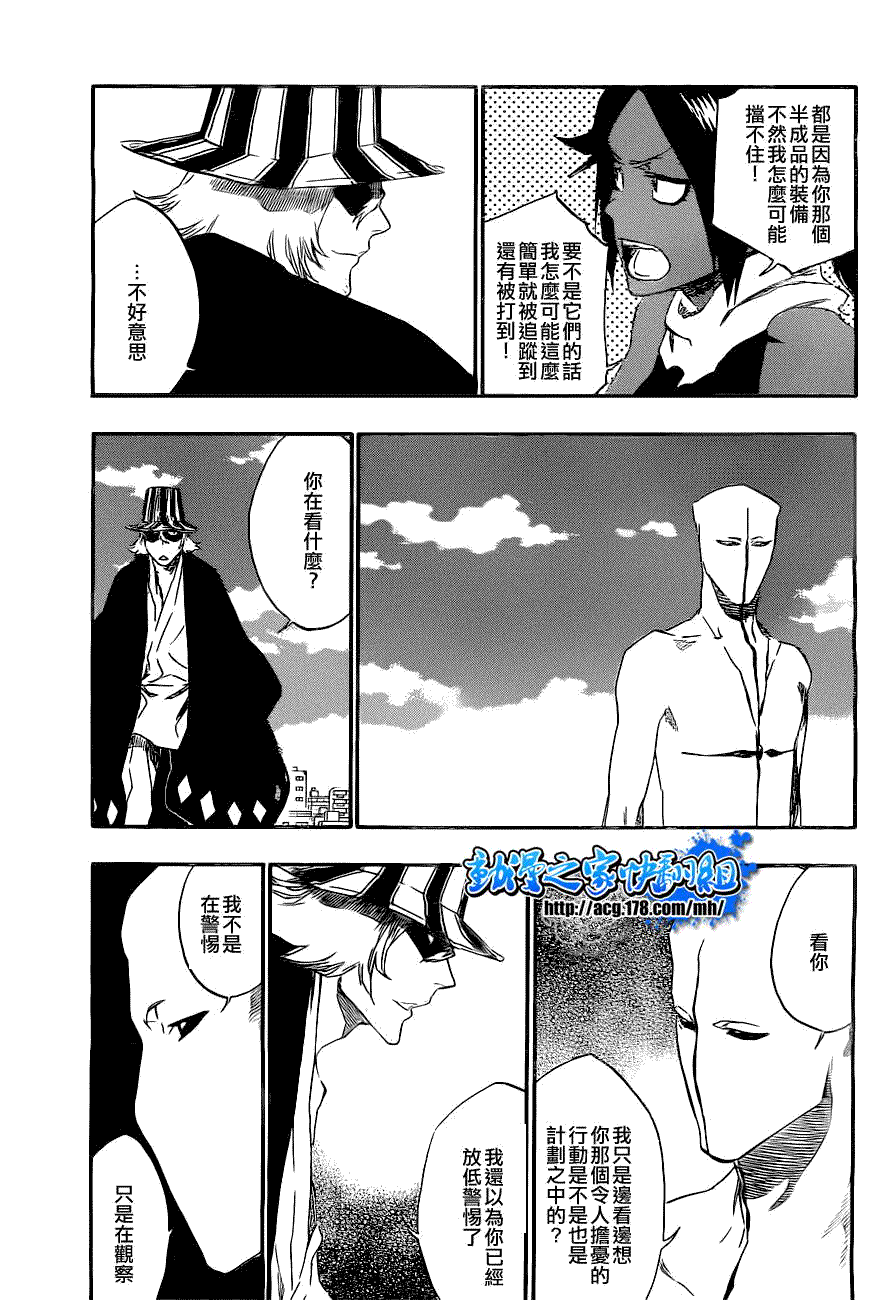 都是因為你那個
半成品的裝備
不然我怎麼可能
擋不住！
要不是它們的話
我怎麼可能這麼
簡單就被追蹤到
還有被打到！
…不好意思
你在看什麼？
動漫之家快翻組
http://acg.178.com/mh/
看你
我只是邊看邊想
你那個令人擔憂的
行動是不是也是
計劃之中的？
我還以為你已經
放低警惕了
我不是
在警惕
只是在觀察